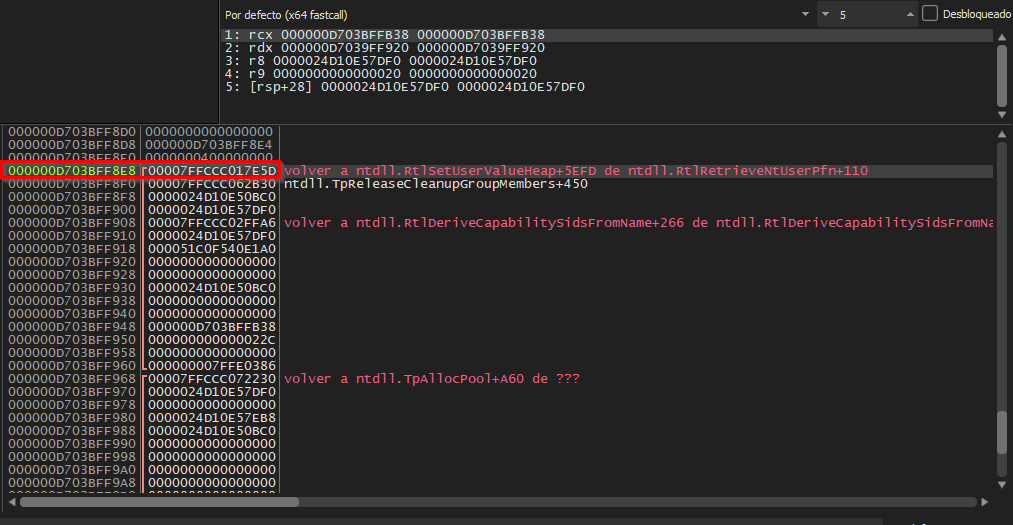 Por defecto (x64 fastcall) 5 Desbloqueado
1: rcx 000000D703BFFB38 000000D703BFFB38
2: rdx 000000D7039FF920 000000D7039FF920
3: r8 0000024D10E57DF0 0000024D10E57DF0
4: r9 0000000000000020 0000000000000020
5: [rsp+28] 0000024D10E57DF0 0000024D10E57DF0
000000D703BFF8D0 0000000000000000
000000D703BFF8D8 000000D703BFF8E4
000000D703BFF8E0 0000000400000000
000000D703BFF8E8 00007FFCCC017E5D volver a ntdll.RtlSetUserValueHeap+5EFD de ntdll.RtlRetrieveNtUserPfn+110
00007FFCCC062B30 ntdll.TpReleaseCleanupGroupMembers+450
000000D703BFF8F8 0000024D10E50BC0
000000D703BFF900 0000024D10E57DF0
000000D703BFF908 00007FFCCC02FFA6 volver a ntdll.RtlDeriveCapabilitySidsFromName+266 de ntdll.RtlDeriveCapabilitySidsFromNa
000000D703BFF910 0000024D10E57DF0
000000D703BFF918 000051C0F540E1A0
000000D703BFF920 0000000000000000
000000D703BFF928 0000000000000000
000000D703BFF930 0000024D10E50BC0
000000D703BFF938 0000000000000000
000000D703BFF940 0000000000000000
000000D703BFF948 000000D703BFFB38
000000D703BFF950 000000000000022C
000000D703BFF958 0000000000000000
000000D703BFF960 000000007FFE0386
000000D703BFF968 00007FFCCC072230 volver a ntdll.TpAllocPool+A60 de ???
000000D703BFF970 0000024D10E57DF0
000000D703BFF978 0000000000000000
000000D703BFF980 0000024D10E57EB8
000000D703BFF988 0000024D10E50BC0
000000D703BFF990 0000000000000000
000000D703BFF998 0000000000000000
000000D703BFF9A0 0000000000000000
000000D703BFF9A8 0000000000000000